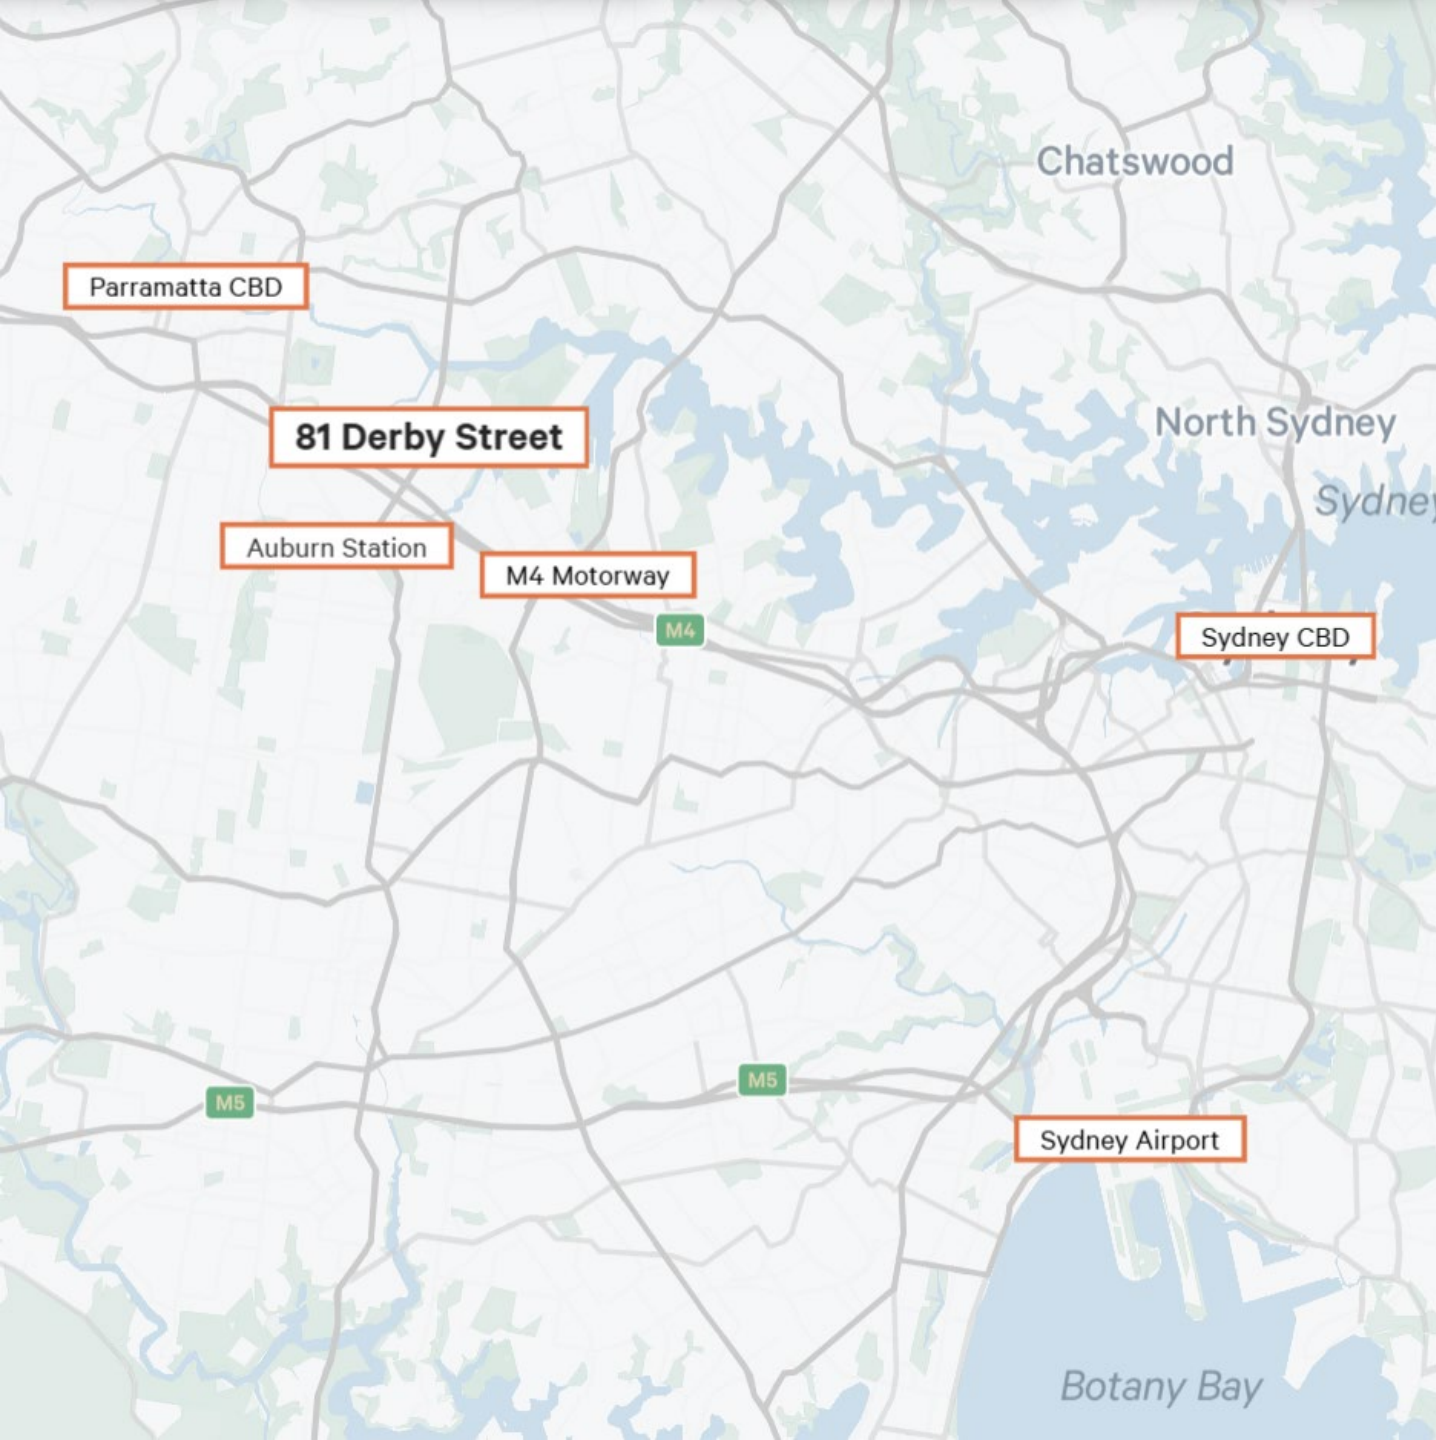 Chatswood
Parramatta CBD
North Sydney
81 Derby Street
Sydney
Auburn Station
M4 Motorway
M4
Sydney CBD
M5
M5
Sydney Airport
Botany Bay